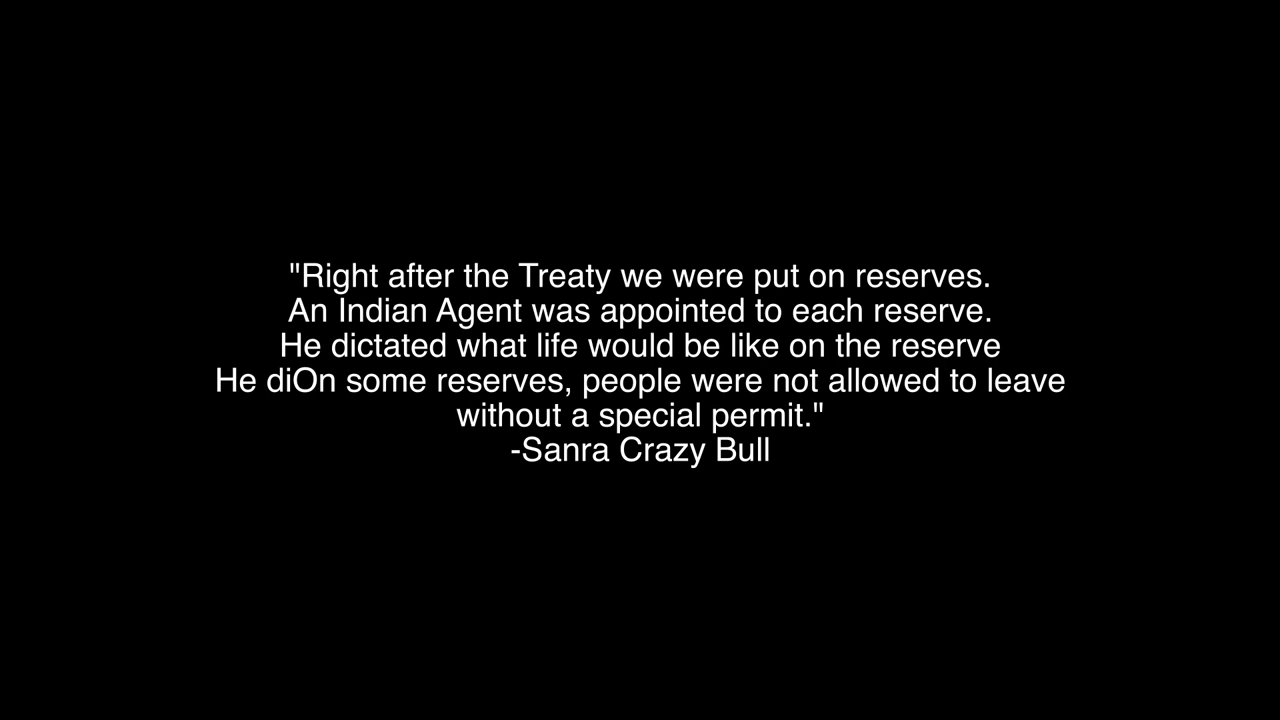 "Right after the Treaty we were put on reserves.
An Indian Agent was appointed to each reserve.
He dictated what life would be like on the reserve
He diOn some reserves, people were not allowed to leave
without a special permit."
-Sanra Crazy Bull